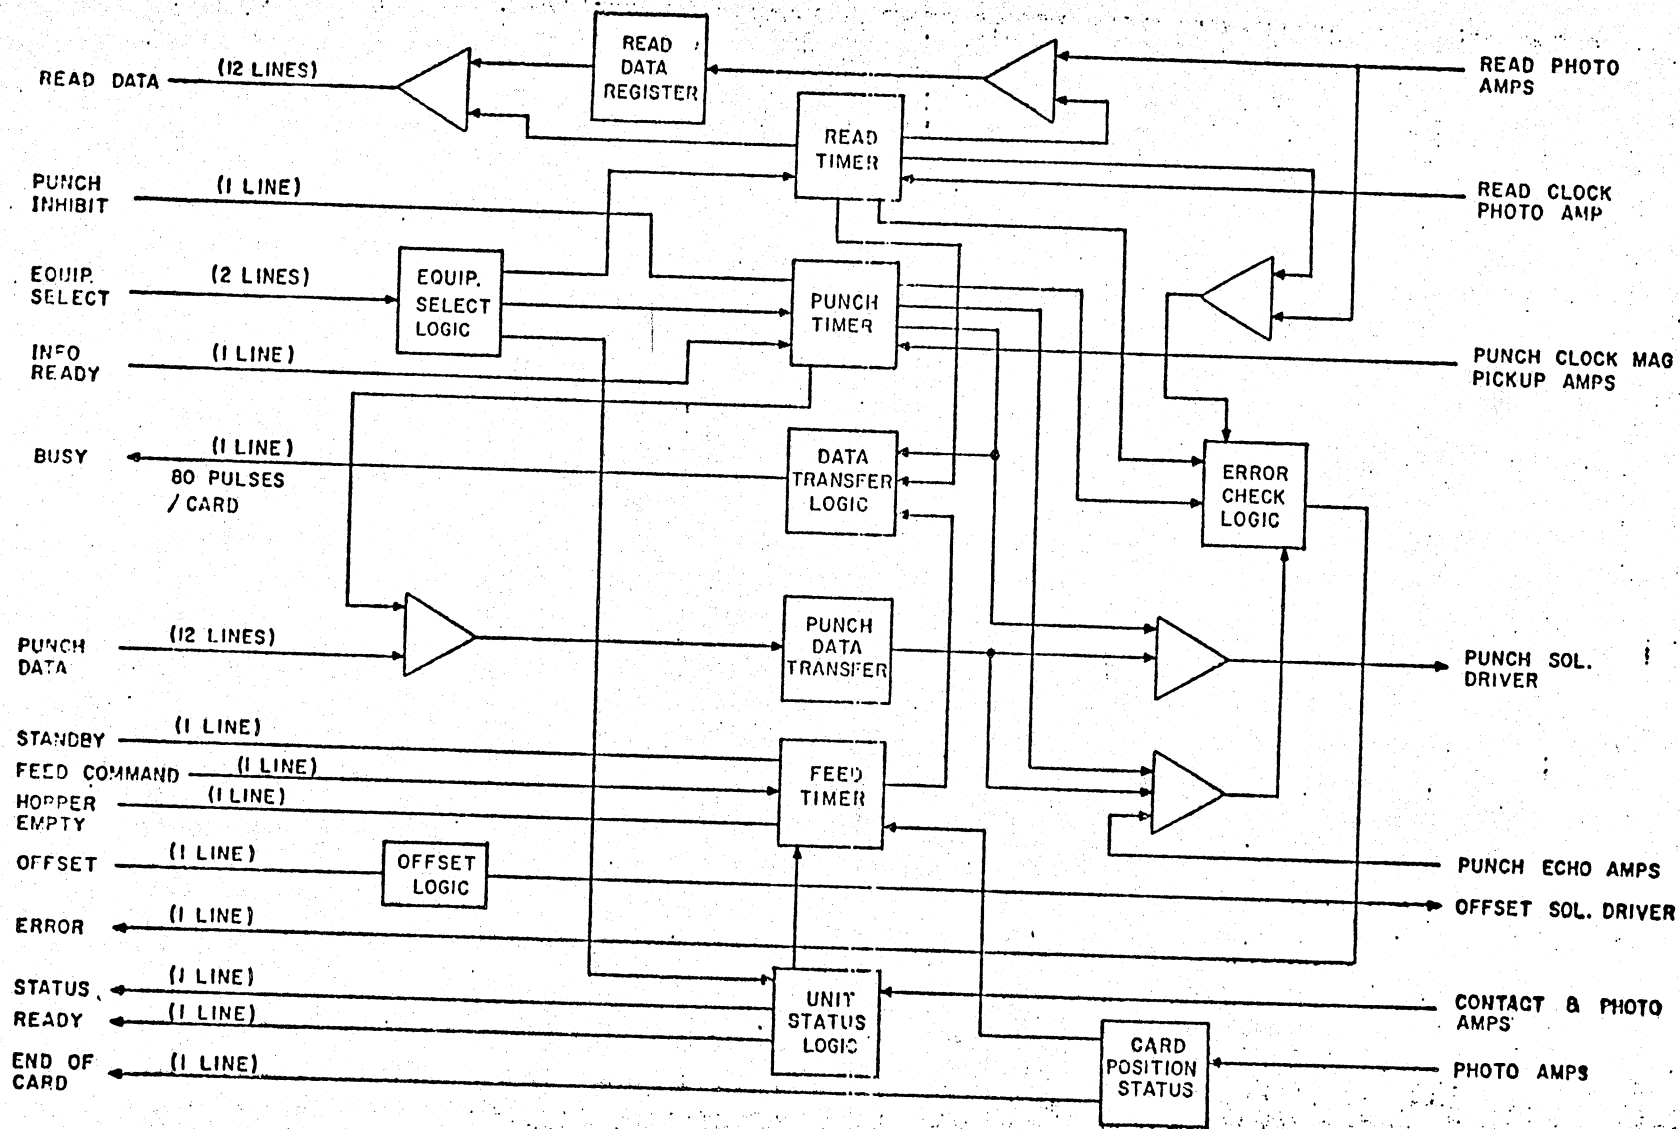 READ
DATA
REGISTER
READ DATA
(12 LINES)
READ PHOTO
AMPS
READ
TIMER
PUNCH
INHIBIT
(1 LINE)
READ CLOCK
PHOTO AMP
EQUIP.
SELECT
(2 LINES)
EQUIP.
SELECT
LOGIC
PUNCH
TIMER
INFO
READY
(1 LINE)
PUNCH CLOCK MAG
PICKUP AMPS
BUSY
(1 LINE)
80 PULSES
/ CARD
DATA
TRANSFER
LOGIC
ERROR
CHECK
LOGIC
PUNCH
DATA
(12 LINES)
PUNCH
DATA
TRANSFER
PUNCH SOL.
DRIVER
STANDBY
(1 LINE)
FEED COMMAND
(1 LINE)
HOPPER
EMPTY
(1 LINE)
FEED
TIMER
OFFSET
(1 LINE)
OFFSET
LOGIC
PUNCH ECHO AMPS
OFFSET SOL. DRIVER
ERROR
(1 LINE)
STATUS
(1 LINE)
READY
(1 LINE)
UNIT
STATUS
LOGIC
CONTACT & PHOTO
AMPS
END OF
CARD
(1 LINE)
CARD
POSITION
STATUS
PHOTO AMPS